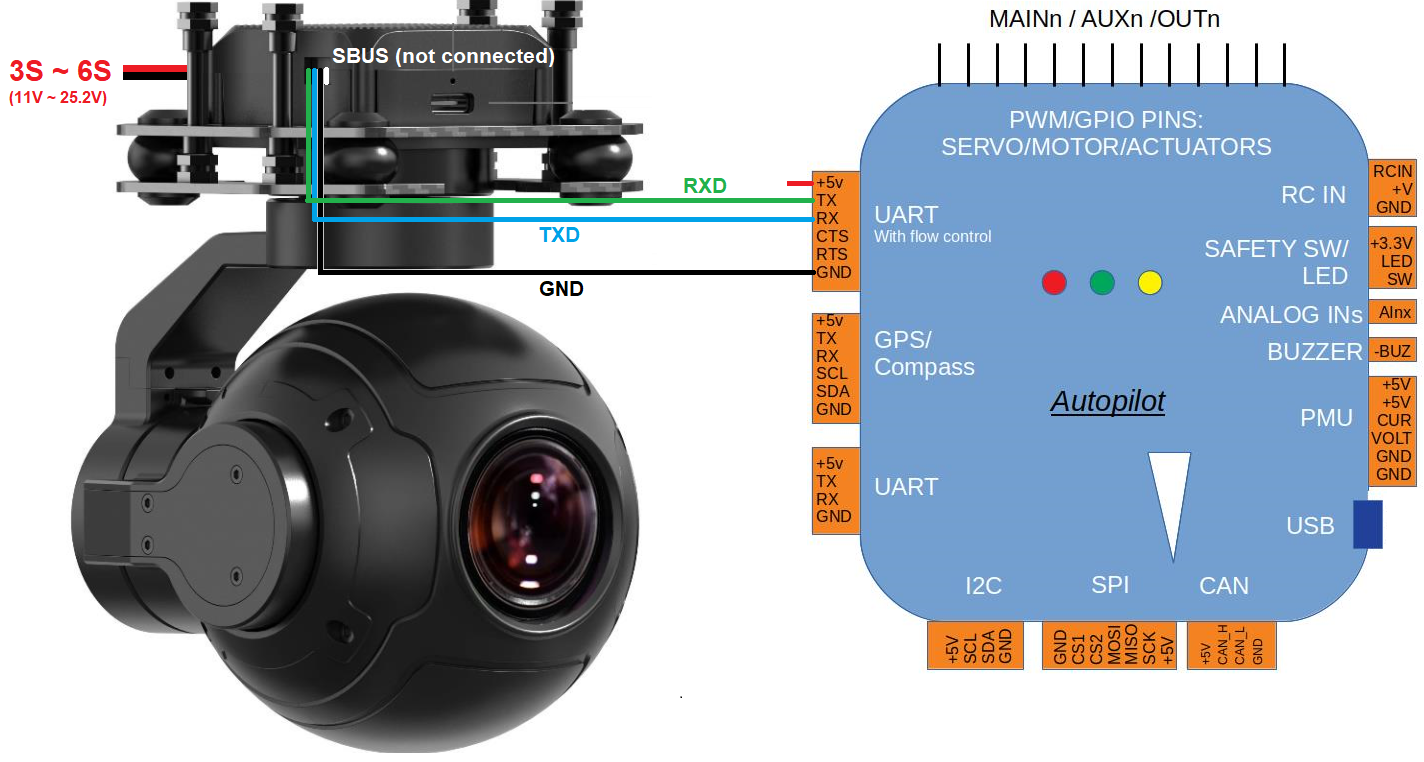 MAINn / AUXn /OUTn
SBUS (not connected)
3S ~ 6S
(11V ~ 25.2V)
PWM/GPIO PINS:
SERVO/MOTOR/ACTUATORS
RXD
TXD
GND
+5v
TX
RX
CTS
RTS
GND
UART
With flow control
+5v
TX
RX
SCL
SDA
GND
GPS/
Compass
+5v
TX
RX
GND
UART
Autopilot
RC IN
RCIN
+V
GND
SAFETY SW/
LED
+3.3V
LED
SW
ANALOG INs
AInx
BUZZER
-BUZ
PMU
+5V
+5V
CUR
VOLT
GND
GND
USB
I2C
SPI
CAN
+5V
SCL
SDA
GND
GND
CS1
CS2
MOSI
MISO
SCK
+5V
+5V
CAN_H
CAN_L
GND
.